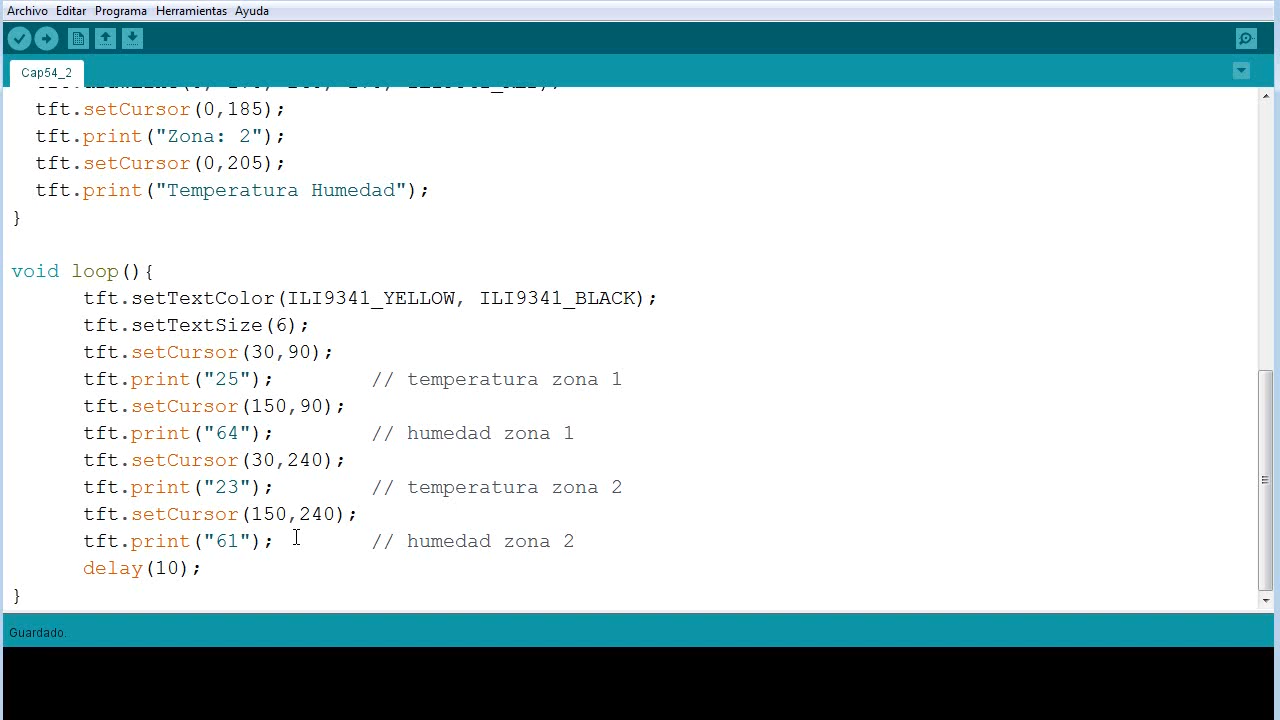 Archivo Editar Programa Herramientas Ayuda
Cap54_2
tft.setCursor(0,185);
tft.print("Zona: 2");
tft.setCursor(0,205);
tft.print("Temperatura Humedad");
}
void loop(){
tft.setTextColor(ILI9341_YELLOW, ILI9341_BLACK);
tft.setTextSize(6);
tft.setCursor(30,90);
tft.print("25"); // temperatura zona 1
tft.setCursor(150,90);
tft.print("64"); // humedad zona 1
tft.setCursor(30,240);
tft.print("23"); // temperatura zona 2
tft.setCursor(150,240);
tft.print("61"); // humedad zona 2
delay(10);
}
Guardado.